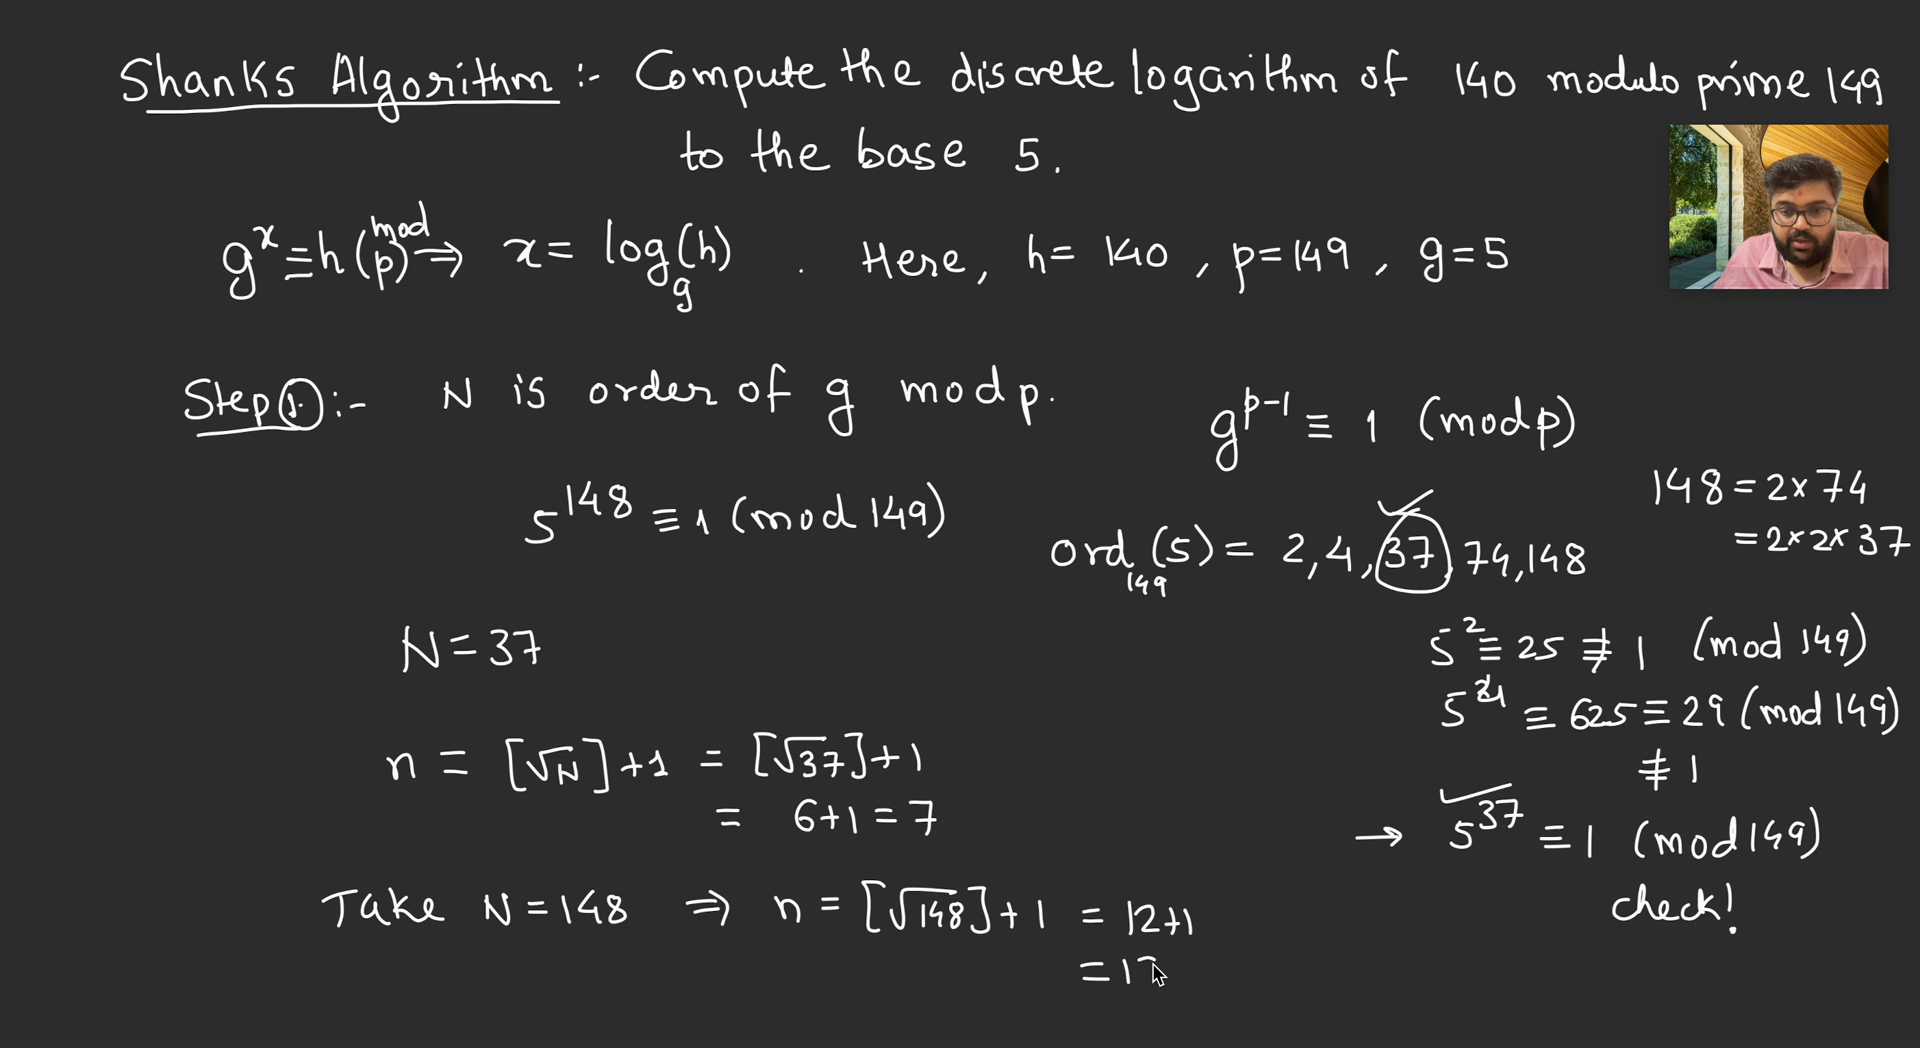 Shanks Algorithm :- Compute the discrete logarithm of 140 modulo prime 149
to the base 5.
g^x ≡ h (mod p) ⇒ x = log_g(h) . Here, h = 140 , p = 149 , g = 5
Step ①. :- N is order of g mod p.
g^{p-1} ≡ 1 (mod p)
148 = 2 × 74
= 2 × 2 × 37
5^{148} ≡ 1 (mod 149)
ord_{149}(5) = 2, 4, 37, 74, 148
N = 37
5^2 ≡ 25 ≢ 1 (mod 149)
5^4 ≡ 625 ≡ 29 (mod 149)
≢ 1
n = [√N] + 1 = [√37] + 1
= 6 + 1 = 7
→ 5^{37} ≡ 1 (mod 149)
check!
Take N = 148 ⇒ n = [√148] + 1 = 12 + 1